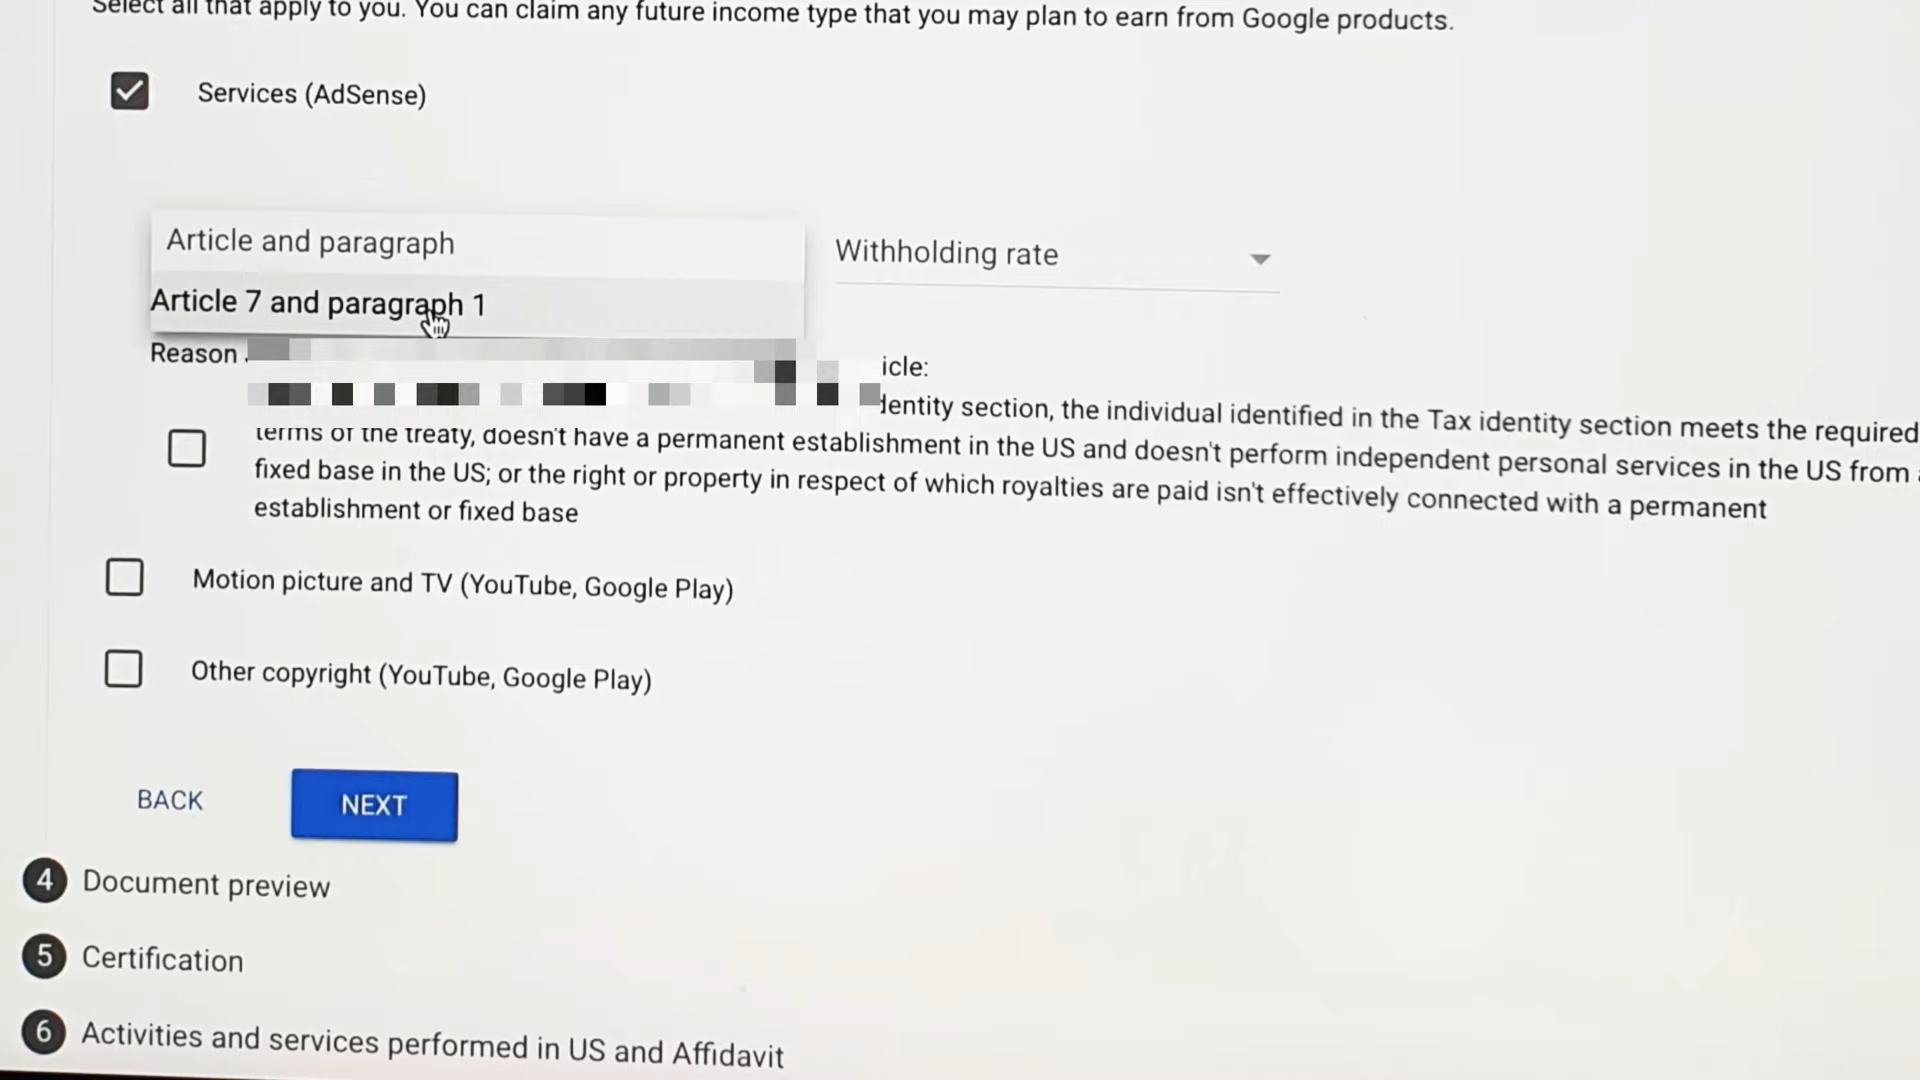 Select all that apply to you. You can claim any future income type that you may plan to earn from Google products.
Services (AdSense)
Article and paragraph
Withholding rate
Article 7 and paragraph 1
Reason
icle:
dentity section, the individual identified in the Tax identity section meets the required
terms of the treaty, doesn't have a permanent establishment in the US and doesn't perform independent personal services in the US from a
fixed base in the US; or the right or property in respect of which royalties are paid isn't effectively connected with a permanent
establishment or fixed base
Motion picture and TV (YouTube, Google Play)
Other copyright (YouTube, Google Play)
BACK
NEXT
4 Document preview
5 Certification
6 Activities and services performed in US and Affidavit